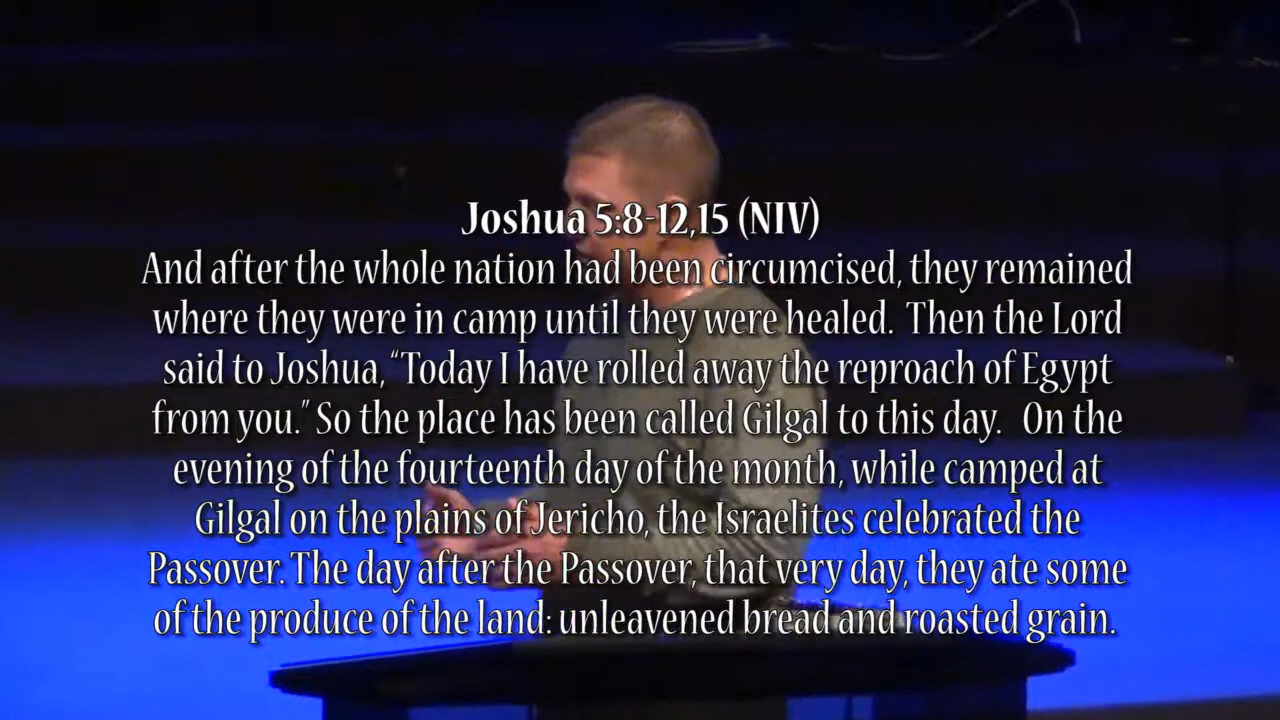 Joshua 5:8-12,15 (NIV)
And after the whole nation had been circumcised, they remained
where they were in camp until they were healed.  Then the Lord
said to Joshua, “Today I have rolled away the reproach of Egypt
from you.” So the place has been called Gilgal to this day.   On the
evening of the fourteenth day of the month, while camped at
Gilgal on the plains of Jericho, the Israelites celebrated the
Passover. The day after the Passover, that very day, they ate some
of the produce of the land: unleavened bread and roasted grain.